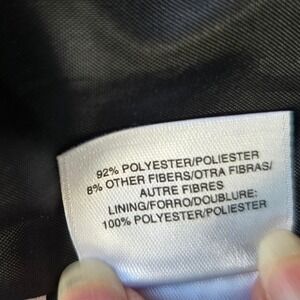 92% POLYESTER/POLIESTER
8% OTHER FIBERS/OTRA FIBRAS/
AUTRE FIBRES
LINING/FORRO/DOUBLURE:
100% POLYESTER/POLIESTER